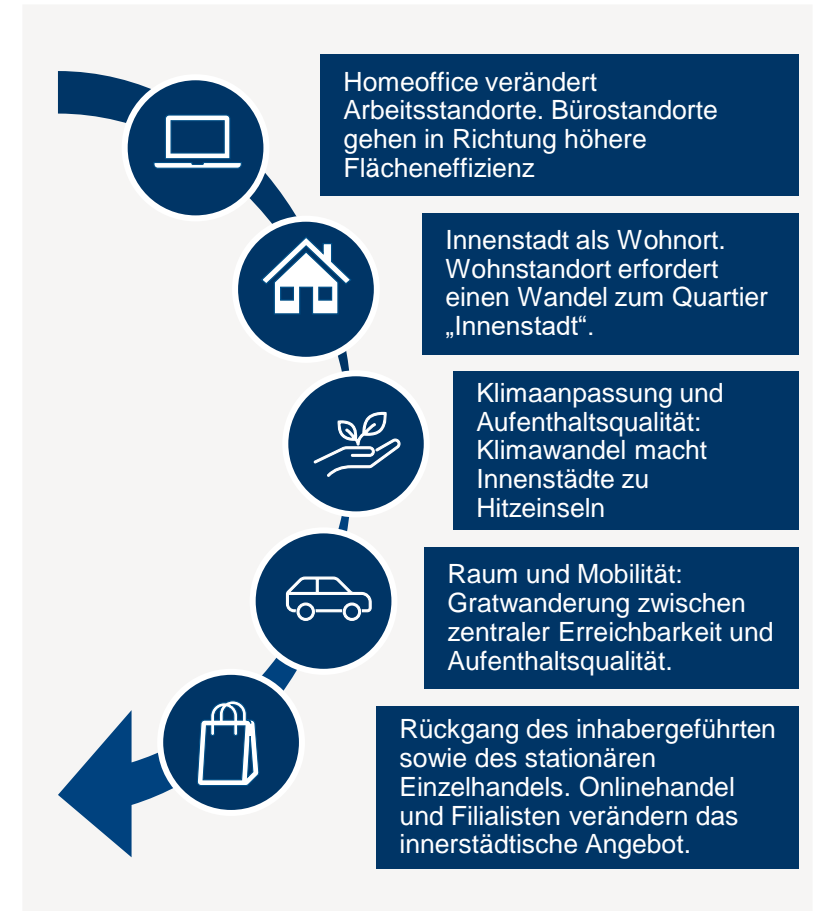 Homeoffice verändert
Arbeitsstandorte. Bürostandorte
gehen in Richtung höhere
Flächeneffizienz
Innenstadt als Wohnort.
Wohnstandort erfordert
einen Wandel zum Quartier
„Innenstadt“.
Klimaanpassung und
Aufenthaltsqualität:
Klimawandel macht
Innenstädte zu
Hitzeinseln
Raum und Mobilität:
Gratwanderung zwischen
zentraler Erreichbarkeit und
Aufenthaltsqualität.
Rückgang des inhabergeführten
sowie des stationären
Einzelhandels. Onlinehandel
und Filialisten verändern das
innerstädtische Angebot.